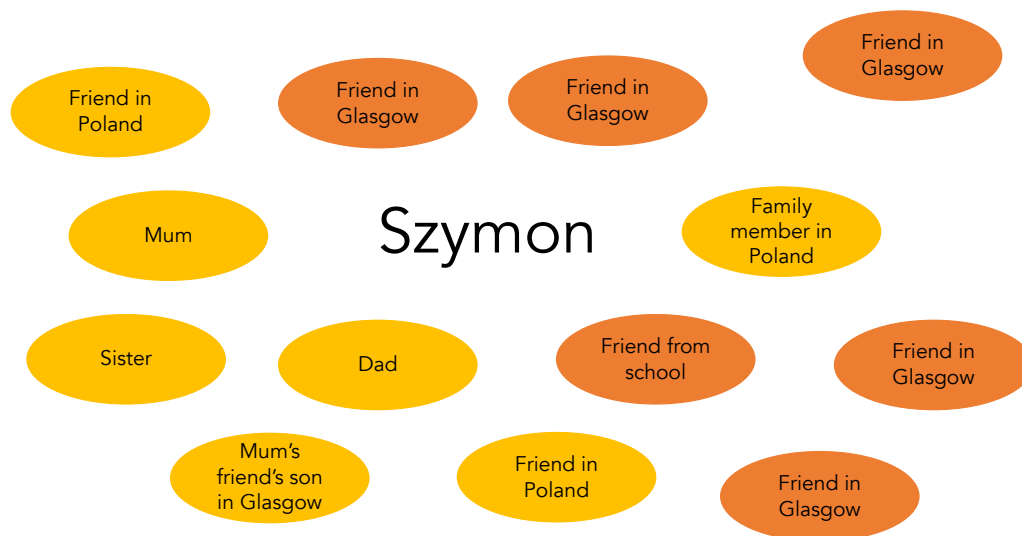 Friend in
Glasgow
Friend in
Poland
Friend in
Glasgow
Friend in
Glasgow
Mum
Szymon
Family
member in
Poland
Sister
Dad
Friend from
school
Friend in
Glasgow
Mum's
friend's son
in Glasgow
Friend in
Poland
Friend in
Glasgow